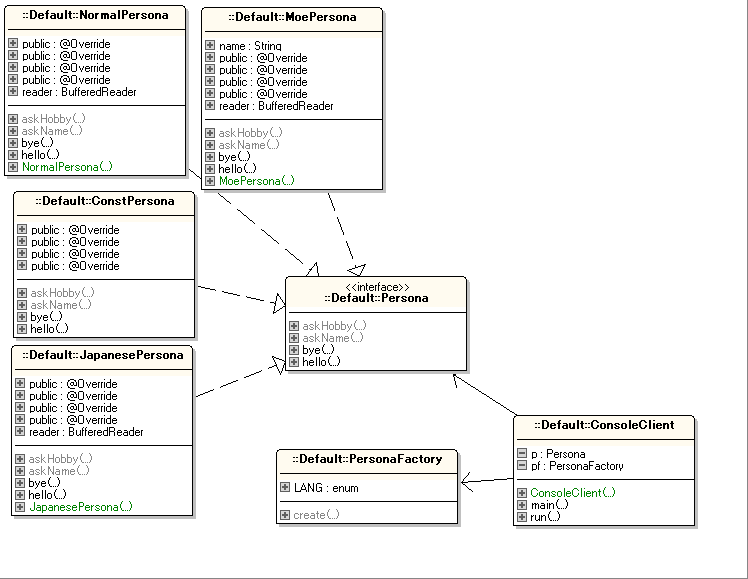 ::Default::NormalPersona
public : @Override
public : @Override
public : @Override
public : @Override
reader : BufferedReader
askHobby(...)
askName(...)
bye(...)
hello(...)
NormalPersona(...)
::Default::MoePersona
name : String
public : @Override
public : @Override
public : @Override
public : @Override
reader : BufferedReader
askHobby(...)
askName(...)
bye(...)
hello(...)
MoePersona(...)
::Default::ConstPersona
public : @Override
public : @Override
public : @Override
public : @Override
askHobby(...)
askName(...)
bye(...)
hello(...)
<<interface>>
::Default::Persona
askHobby(...)
askName(...)
bye(...)
hello(...)
::Default::JapanesePersona
public : @Override
public : @Override
public : @Override
public : @Override
reader : BufferedReader
askHobby(...)
askName(...)
bye(...)
hello(...)
JapanesePersona(...)
::Default::PersonaFactory
LANG : enum
create(...)
::Default::ConsoleClient
p : Persona
pf : PersonaFactory
ConsoleClient(...)
main(...)
run(...)